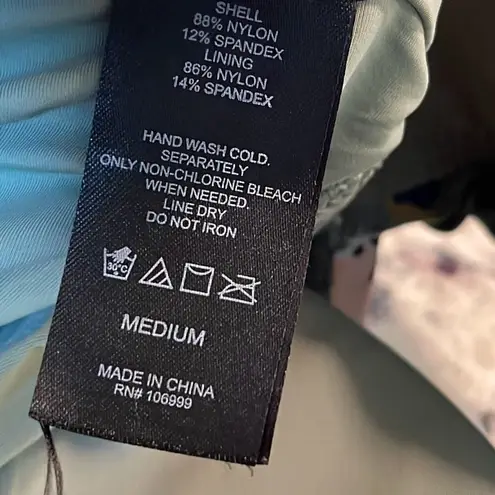 SHELL
88% NYLON
12% SPANDEX
LINING
86% NYLON
14% SPANDEX
HAND WASH COLD.
SEPARATELY
ONLY NON-CHLORINE BLEACH
WHEN NEEDED.
LINE DRY
DO NOT IRON
30°C
MEDIUM
MADE IN CHINA
RN# 106999